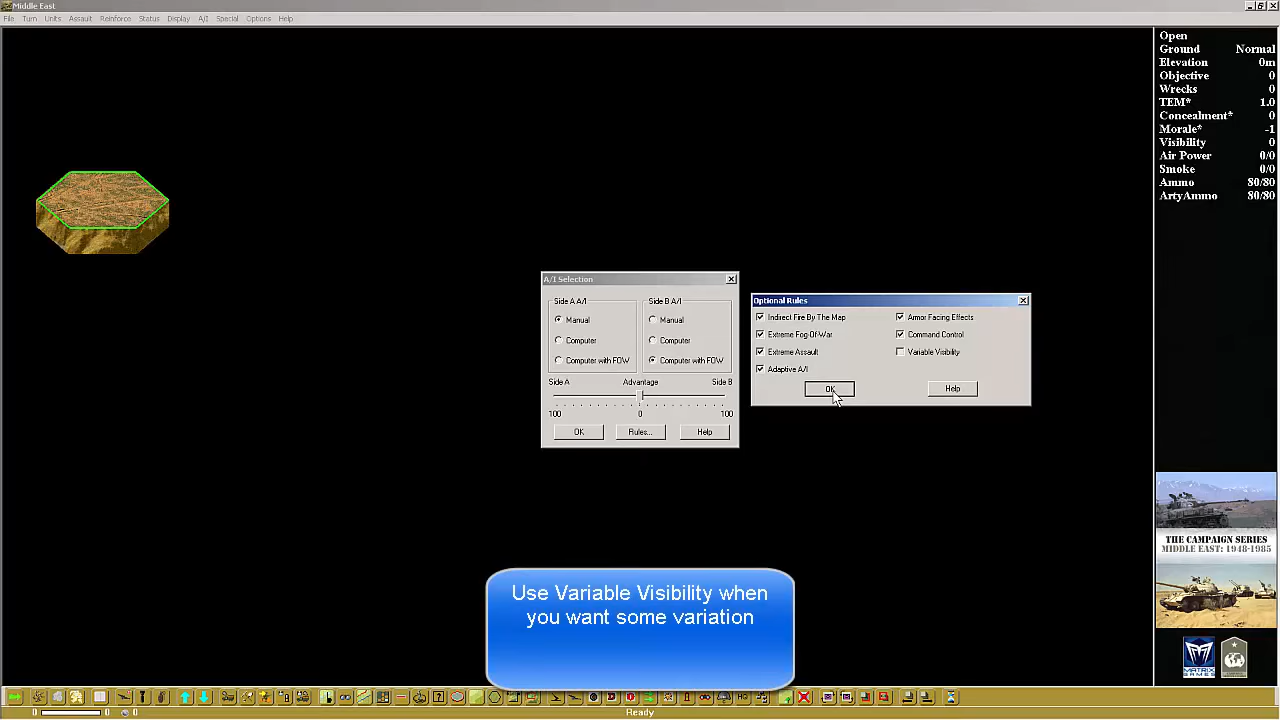 Middle East
File Turn Units Assault Reinforce Status Display A/I Special Options Help
Open
Ground Normal
Elevation 0m
Objective 0
Wrecks 0
TEM* 1.0
Concealment* 0
Morale* -1
Visibility 0
Air Power 0/0
Smoke 0/0
Ammo 80/80
ArtyAmmo 80/80
A/I Selection
Side A A/I Side B A/I
Manual Manual
Computer Computer
Computer with FOW Computer with FOW
Side A Advantage Side B
100 0 100
OK Rules... Help
Optional Rules
Indirect Fire By The Map Armor Facing Effects
Extreme Fog-Of-War Command Control
Extreme Assault Variable Visibility
Adaptive A/I
OK Help
THE CAMPAIGN SERIES
MIDDLE EAST: 1948-1985
Use Variable Visibility when
you want some variation
MATRIX
GAMES
HQ
0 0
Ready